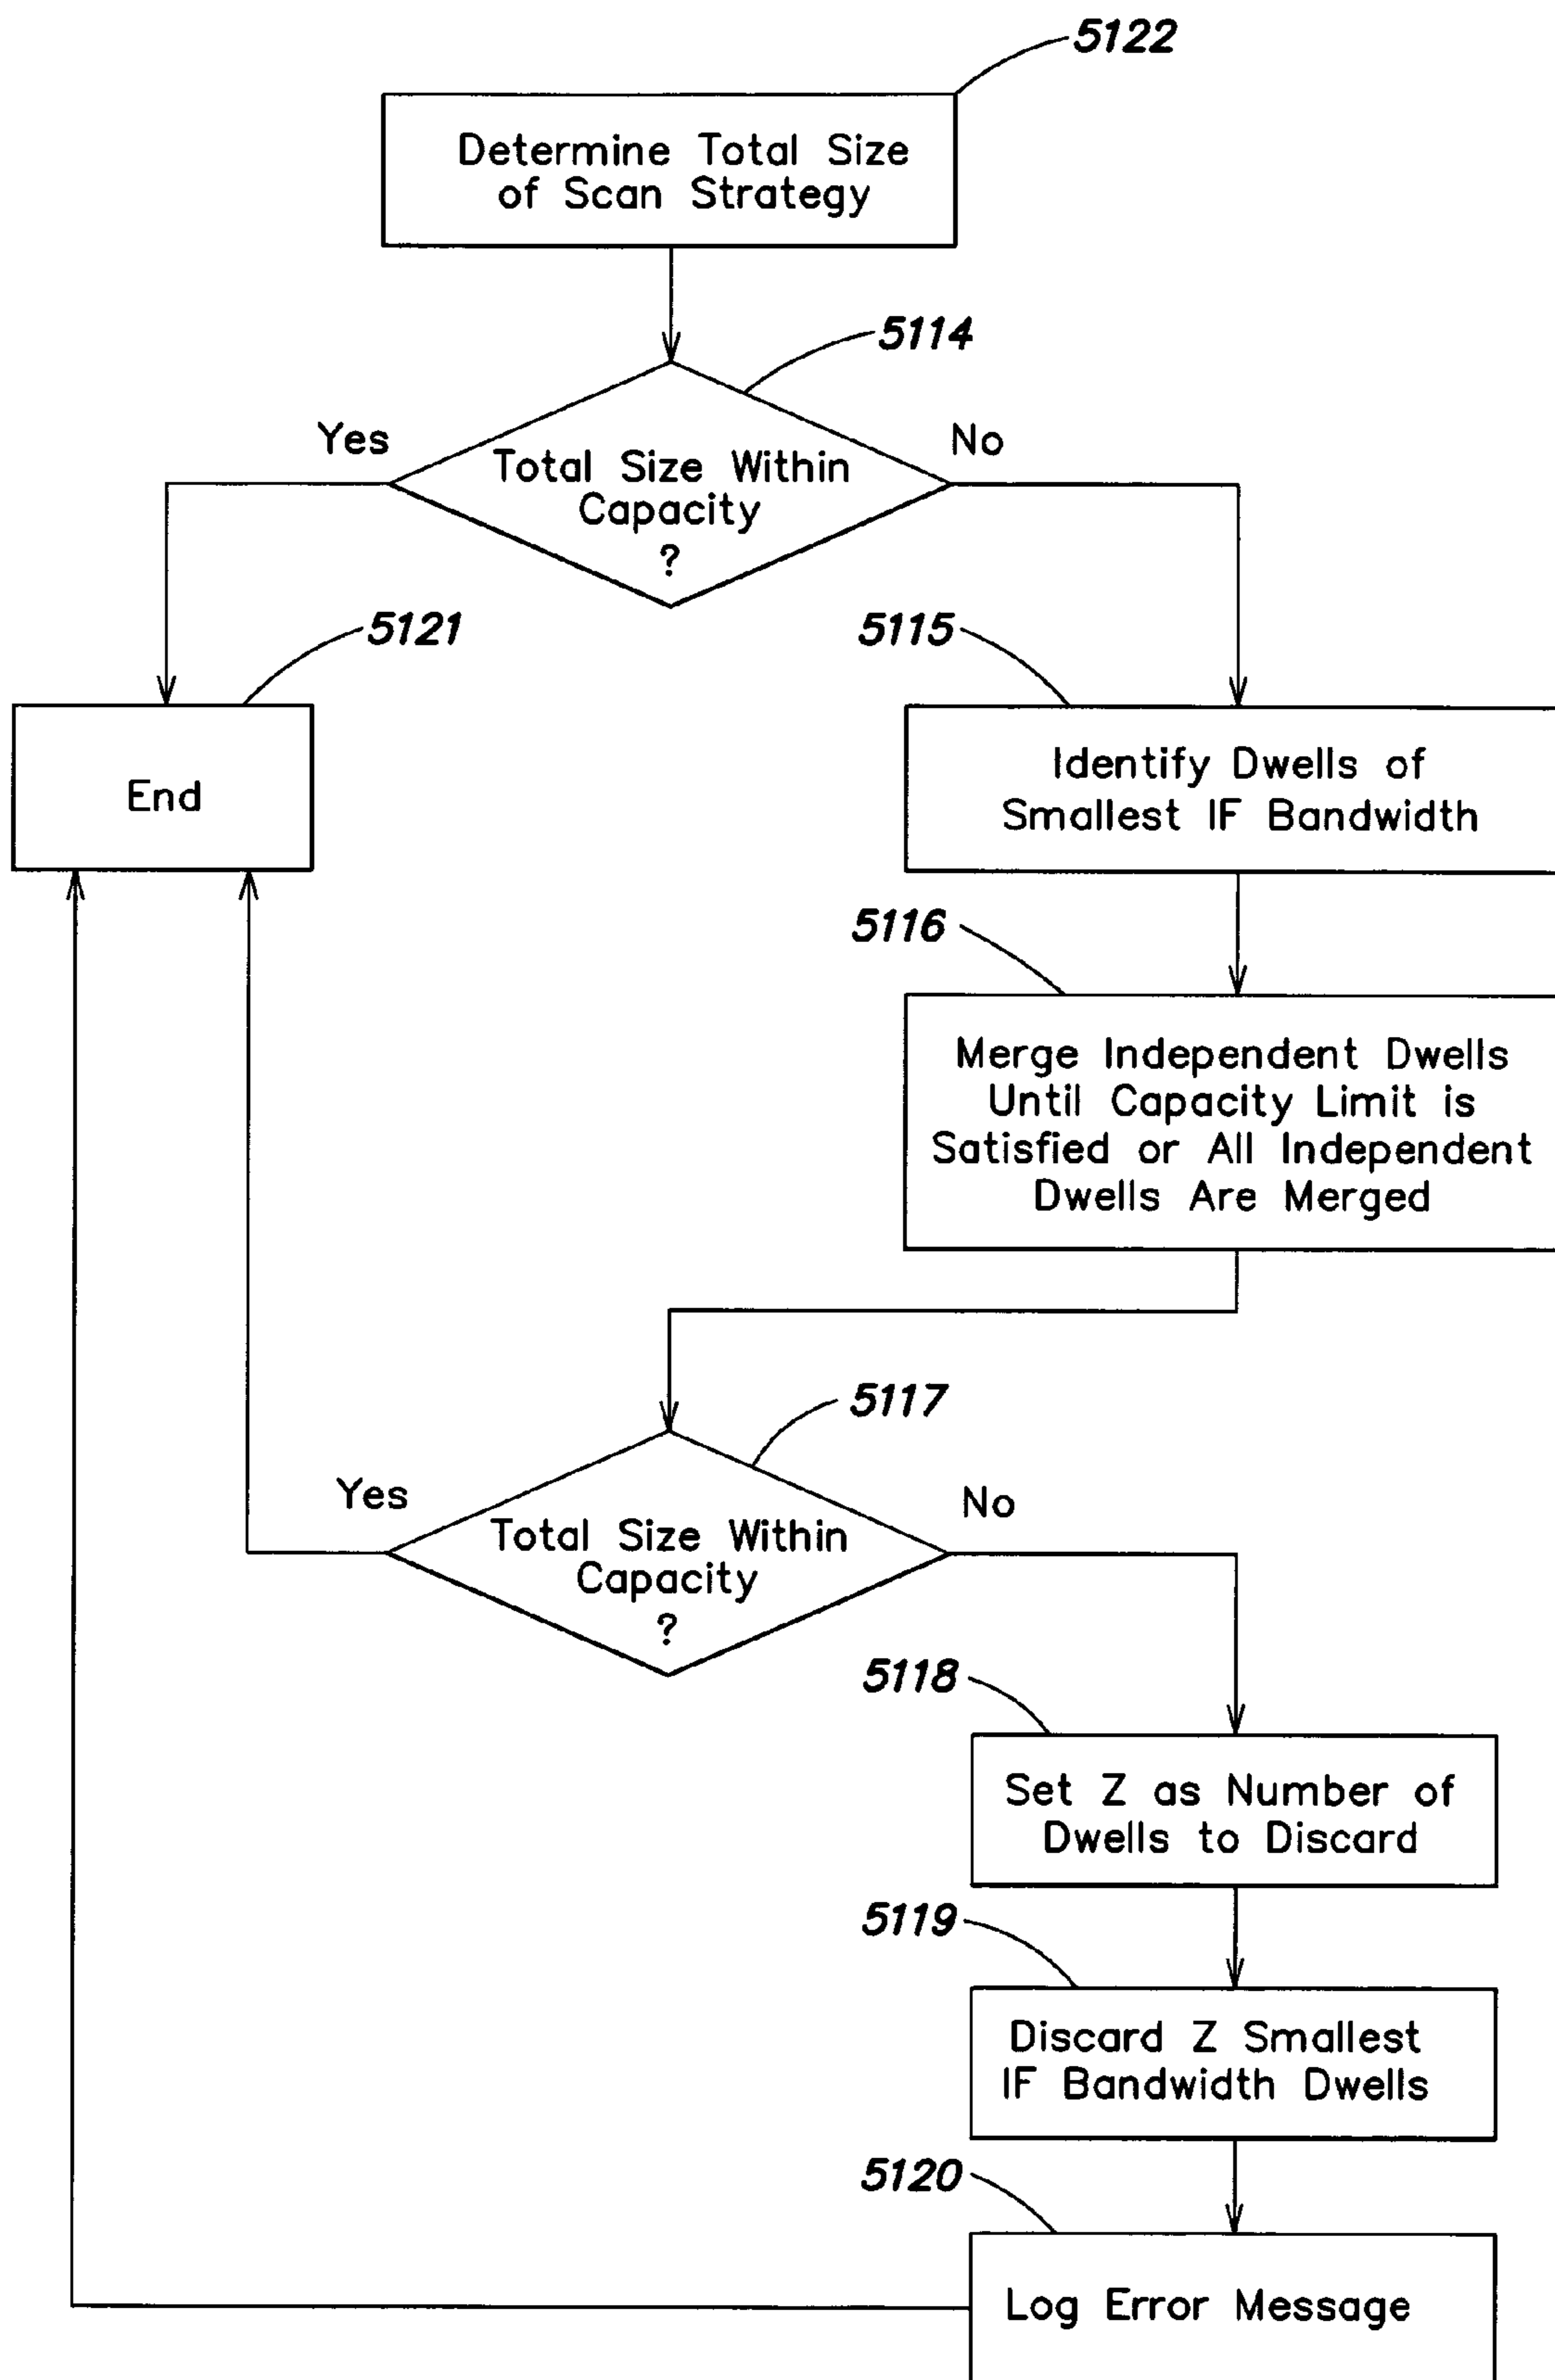 5122
Determine Total Size
of Scan Strategy
5114
Yes
No
Total Size Within
Capacity
?
5121
5115
End
Identify Dwells of
Smallest IF Bandwidth
5116
Merge Independent Dwells
Until Capacity Limit is
Satisfied or All Independent
Dwells Are Merged
5117
Yes
No
Total Size Within
Capacity
?
5118
Set Z as Number of
Dwells to Discard
5119
Discard Z Smallest
IF Bandwidth Dwells
5120
Log Error Message